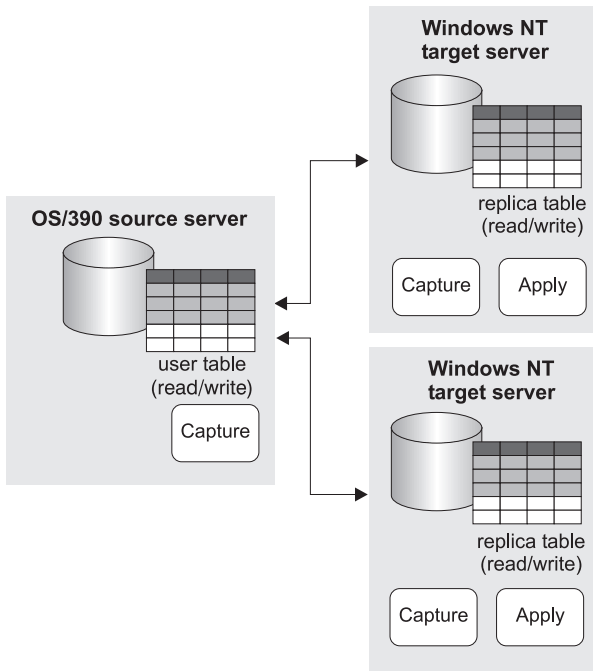 OS/390 source server
user table
(read/write)
Capture
Windows NT
target server
replica table
(read/write)
Capture
Apply
Windows NT
target server
replica table
(read/write)
Capture
Apply